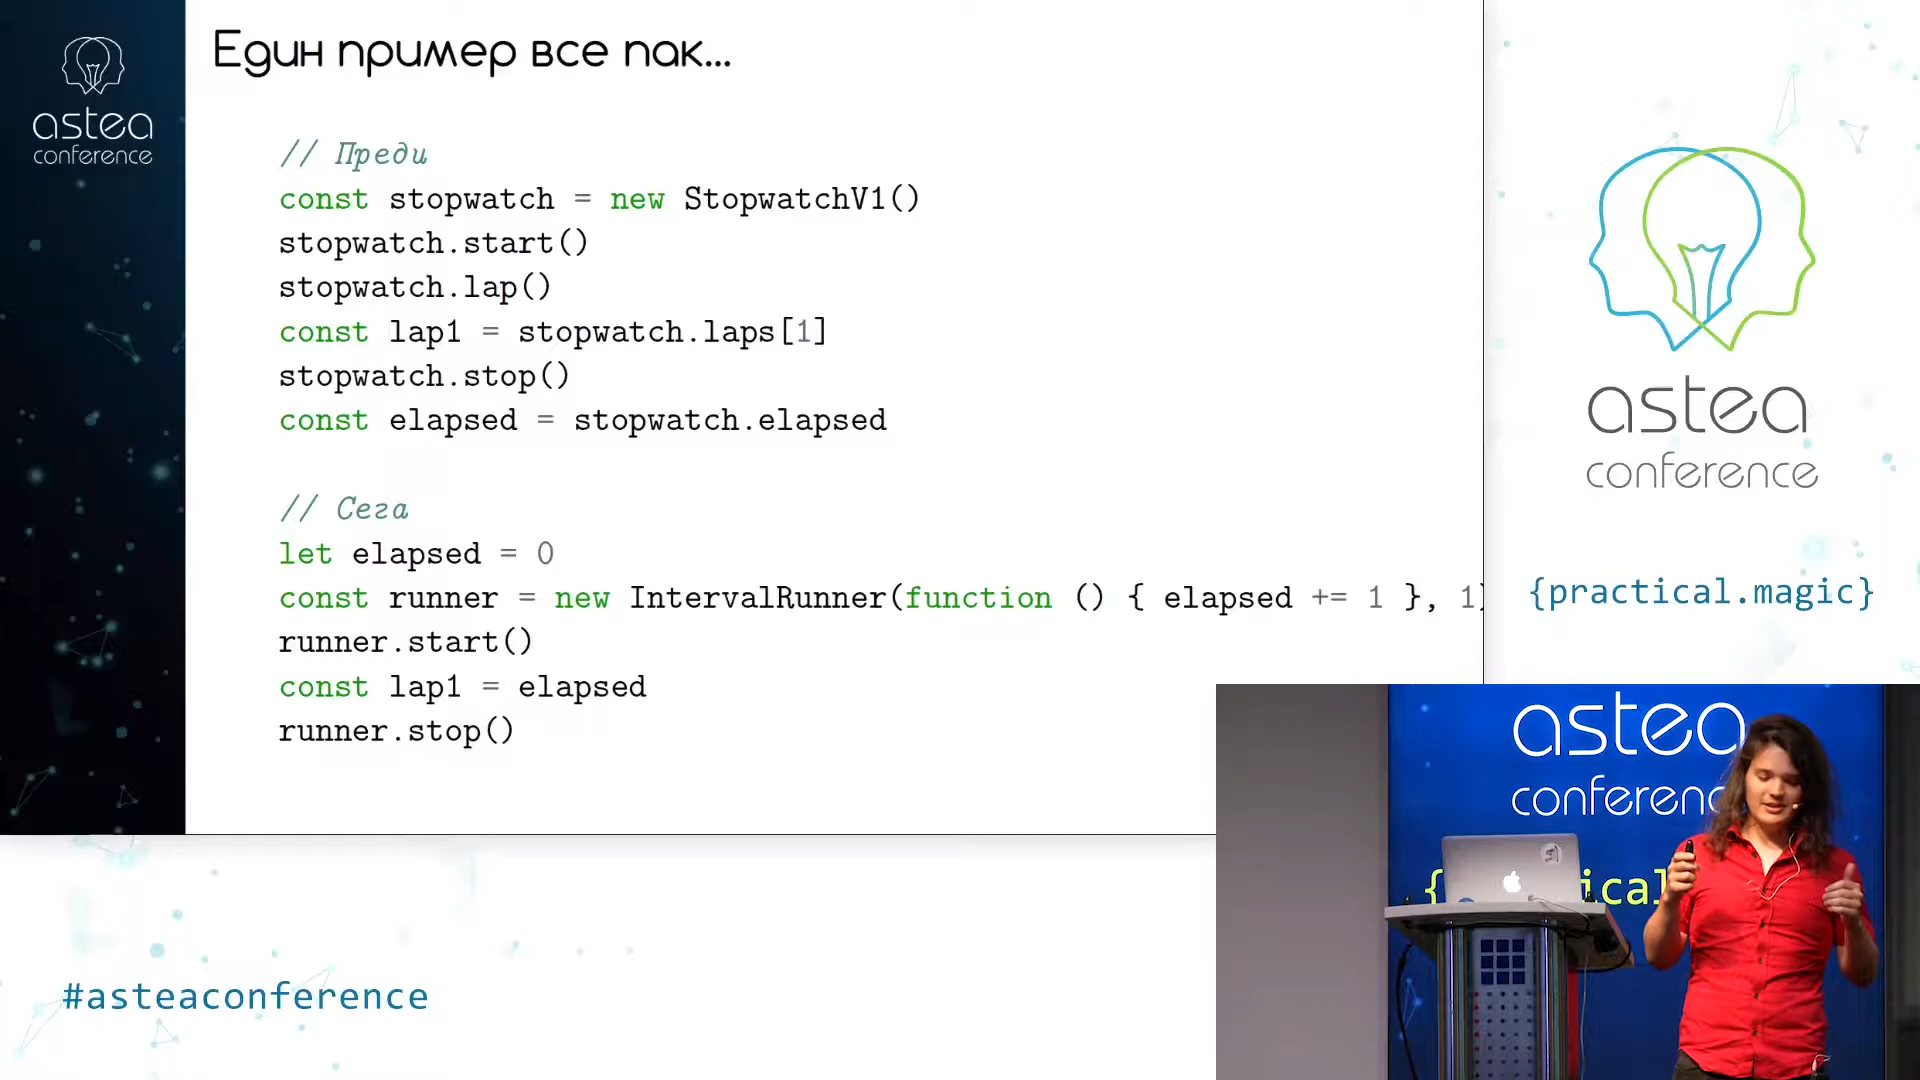 astea
conference
Един пример все пак...
// Преди
const stopwatch = new StopwatchV1()
stopwatch.start()
stopwatch.lap()
const lap1 = stopwatch.laps[1]
stopwatch.stop()
const elapsed = stopwatch.elapsed
// Сега
let elapsed = 0
const runner = new IntervalRunner(function () { elapsed += 1 }, 1)
runner.start()
const lap1 = elapsed
runner.stop()
astea
conference
{practical.magic}
astea
#asteaconference